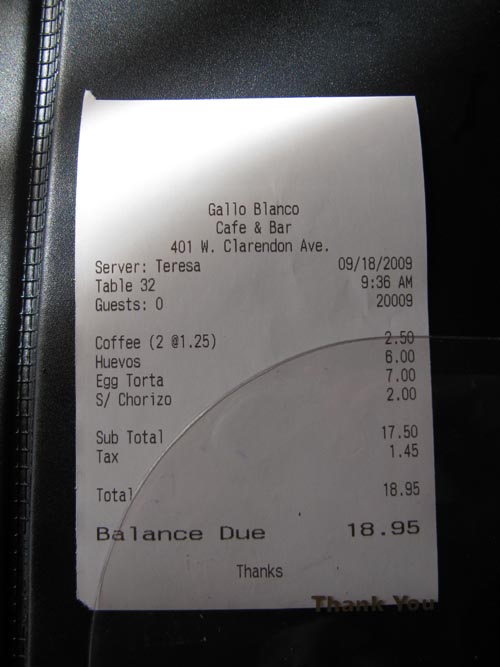 Gallo Blanco
Cafe & Bar
401 W. Clarendon Ave.
Server: Teresa 09/18/2009
Table 32 9:36 AM
Guests: 0 20009
Coffee (2 @1.25) 2.50
Huevos 6.00
Egg Torta 7.00
S/ Chorizo 2.00
Sub Total 17.50
Tax 1.45
Total 18.95
Balance Due 18.95
Thanks
Thank You